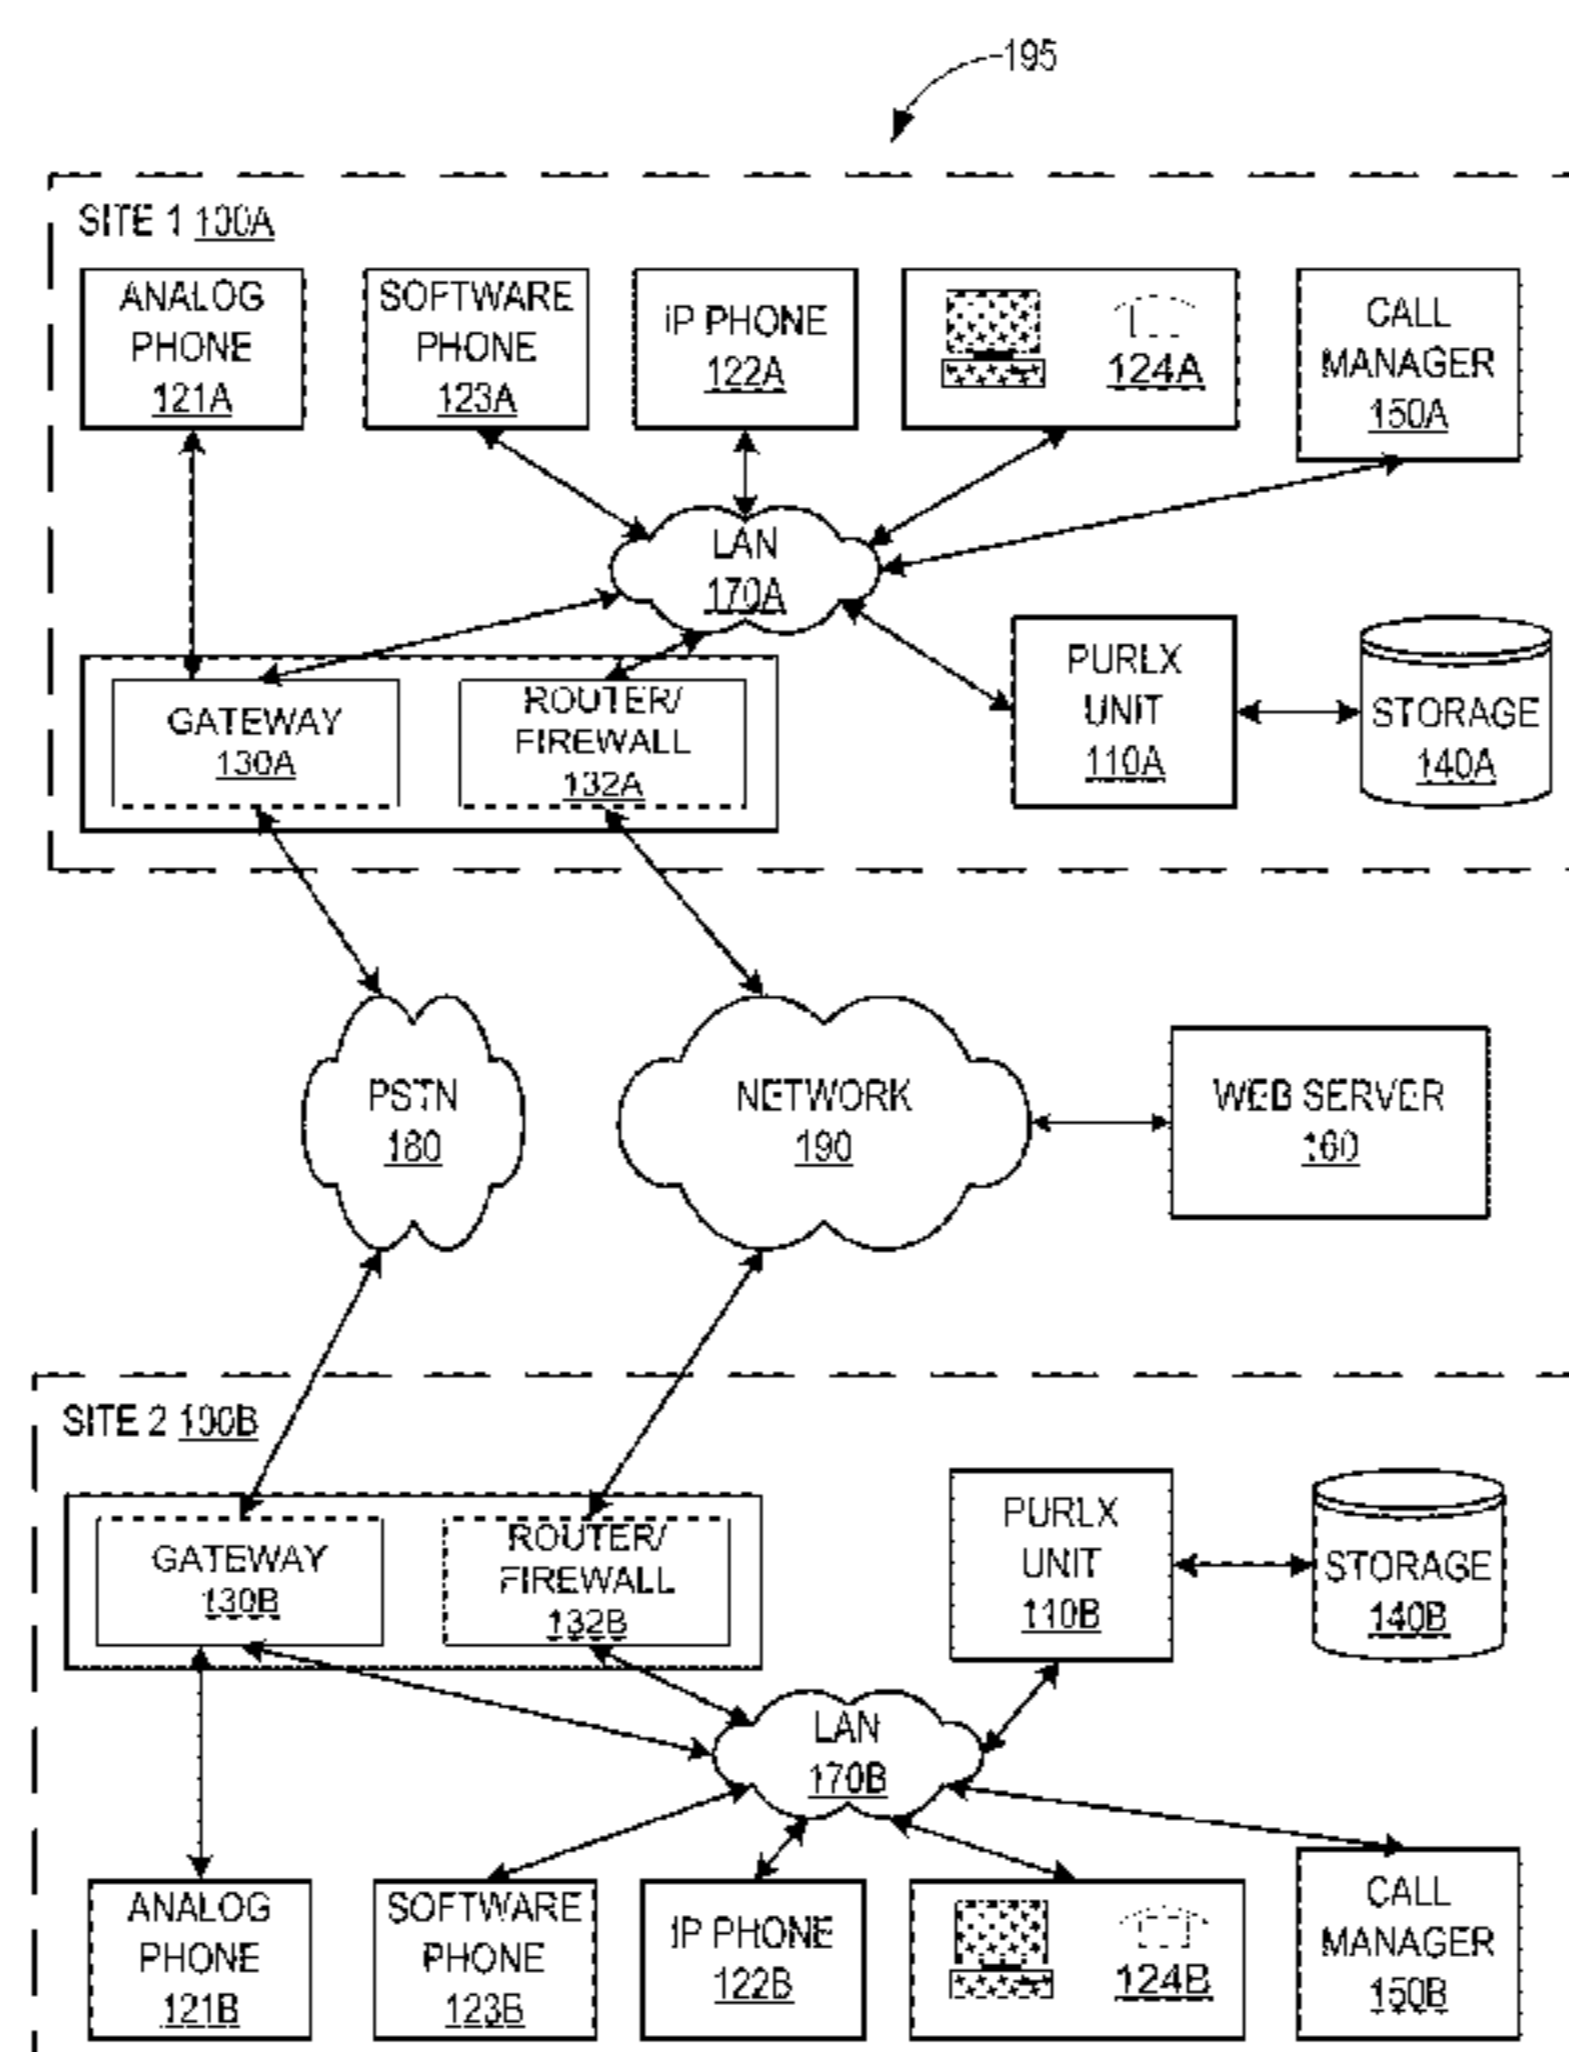 195
SITE 1 100A
ANALOG
PHONE
121A
SOFTWARE
PHONE
123A
IP PHONE
122A
124A
CALL
MANAGER
150A
LAN
170A
GATEWAY
130A
ROUTER/
FIREWALL
132A
PURLX
UNIT
110A
STORAGE
140A
PSTN
180
NETWORK
190
WEB SERVER
160
SITE 2 100B
GATEWAY
130B
ROUTER/
FIREWALL
132B
PURLX
UNIT
110B
STORAGE
140B
LAN
170B
ANALOG
PHONE
121B
SOFTWARE
PHONE
123B
IP PHONE
122B
124B
CALL
MANAGER
150B